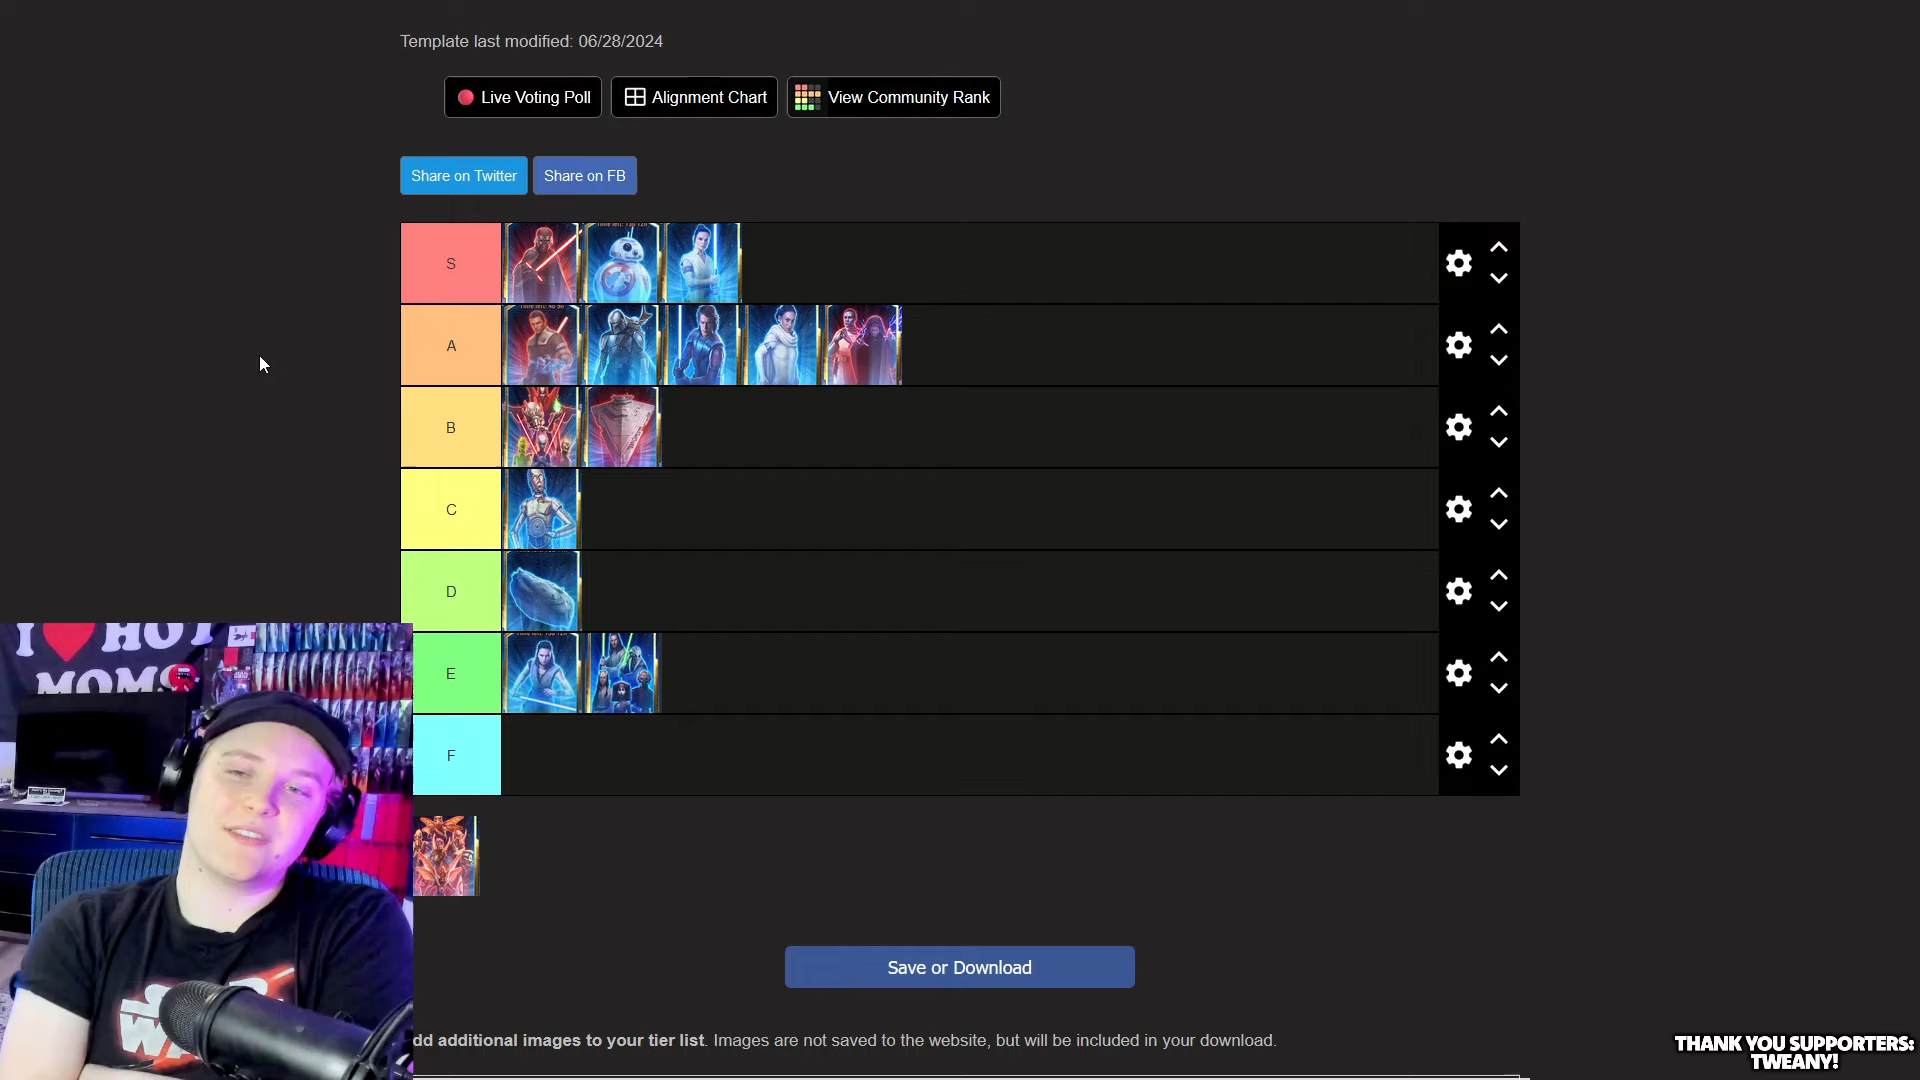 Template last modified: 06/28/2024
Live Voting Poll
Alignment Chart
View Community Rank
Share on Twitter
Share on FB
S
A
B
C
D
E
F
I ♥ HOT
MOMS
Save or Download
dd additional images to your tier list. Images are not saved to the website, but will be included in your download.
THANK YOU SUPPORTERS:
TWEANY!